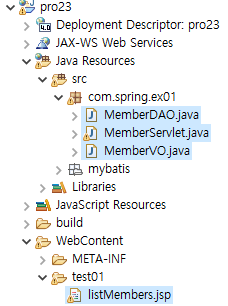 pro23
Deployment Descriptor: pro23
JAX-WS Web Services
Java Resources
src
com.spring.ex01
MemberDAO.java
MemberServlet.java
MemberVO.java
mybatis
Libraries
JavaScript Resources
build
WebContent
META-INF
test01
listMembers.jsp